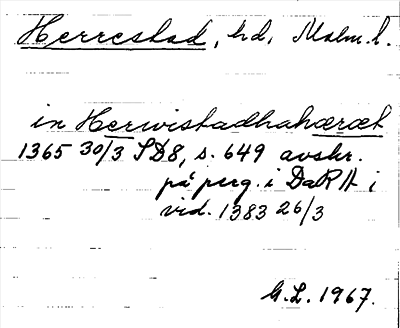 Herrestad, hd, Malm. l.
in Herwistadhahæræt
1365 30/3 SD8, s. 649 avskr.
på perg. i DaRA i
vid. 1383 26/3
G.L. 1967.